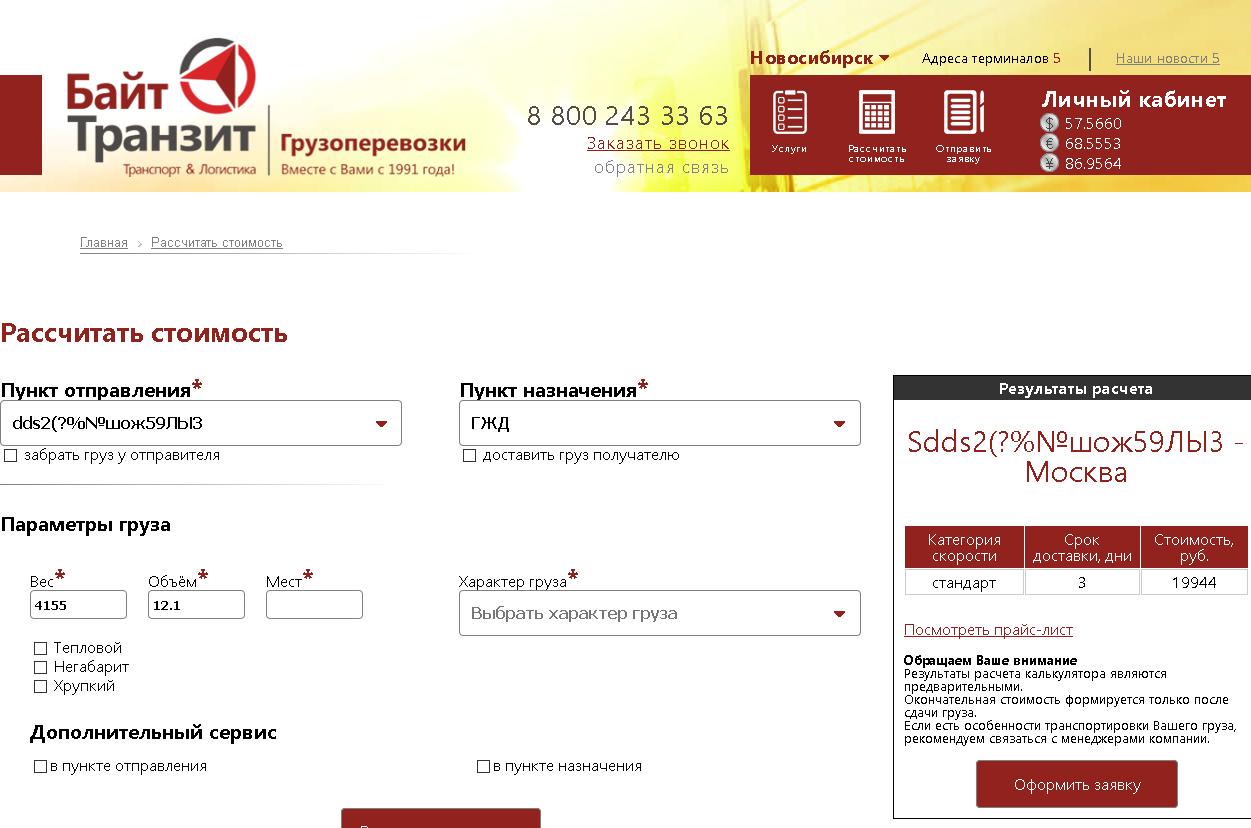 Байт
Транзит
Транспорт & Логистика
Грузоперевозки
Вместе с Вами с 1991 года!
8 800 243 33 63
Заказать звонок
обратная связь
Новосибирск
Адреса терминалов 5
Наши новости 5
Услуги
Рассчитать
стоимость
Отправить
заявку
Личный кабинет
$ 57.5660
€ 68.5553
¥ 86.9564
Главная › Рассчитать стоимость
Рассчитать стоимость
Пункт отправления*
dds2(?%№шож59ЛЫЗ
забрать груз у отправителя
Пункт назначения*
ГЖД
доставить груз получателю
Параметры груза
Вес* Объём* Мест*
4155 12.1
Характер груза*
Выбрать характер груза
Тепловой
Негабарит
Хрупкий
Дополнительный сервис
в пункте отправления
в пункте назначения
Результаты расчета
Sdds2(?%№шож59ЛЫЗ -
Москва
Категория скорости Срок доставки, дни Стоимость, руб.
стандарт 3 19944
Посмотреть прайс-лист
Обращаем Ваше внимание
Результаты расчета калькулятора являются
предварительными.
Окончательная стоимость формируется только после
сдачи груза.
Если есть особенности транспортировки Вашего груза,
рекомендуем связаться с менеджерами компании.
Оформить заявку